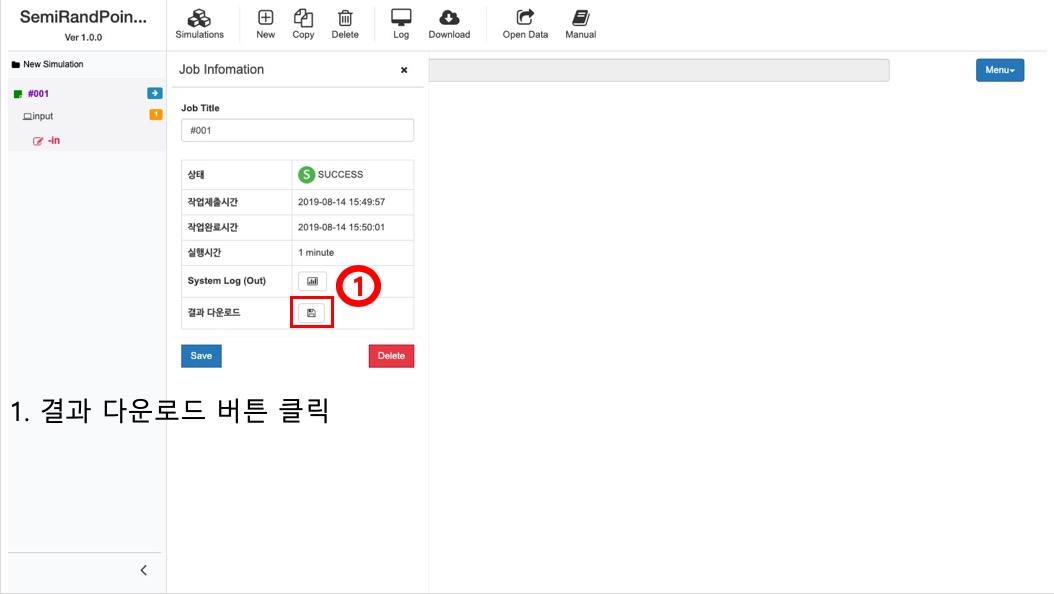 SemiRandPoin...
Ver 1.0.0
Simulations
New
Copy
Delete
Log
Download
Open Data
Manual
New Simulation
#001
input
1
-in
Job Infomation
Menu
Job Title
#001
상태
S SUCCESS
작업제출시간
2019-08-14 15:49:57
작업완료시간
2019-08-14 15:50:01
실행시간
1 minute
System Log (Out)
1
결과 다운로드
Save
Delete
1. 결과 다운로드 버튼 클릭